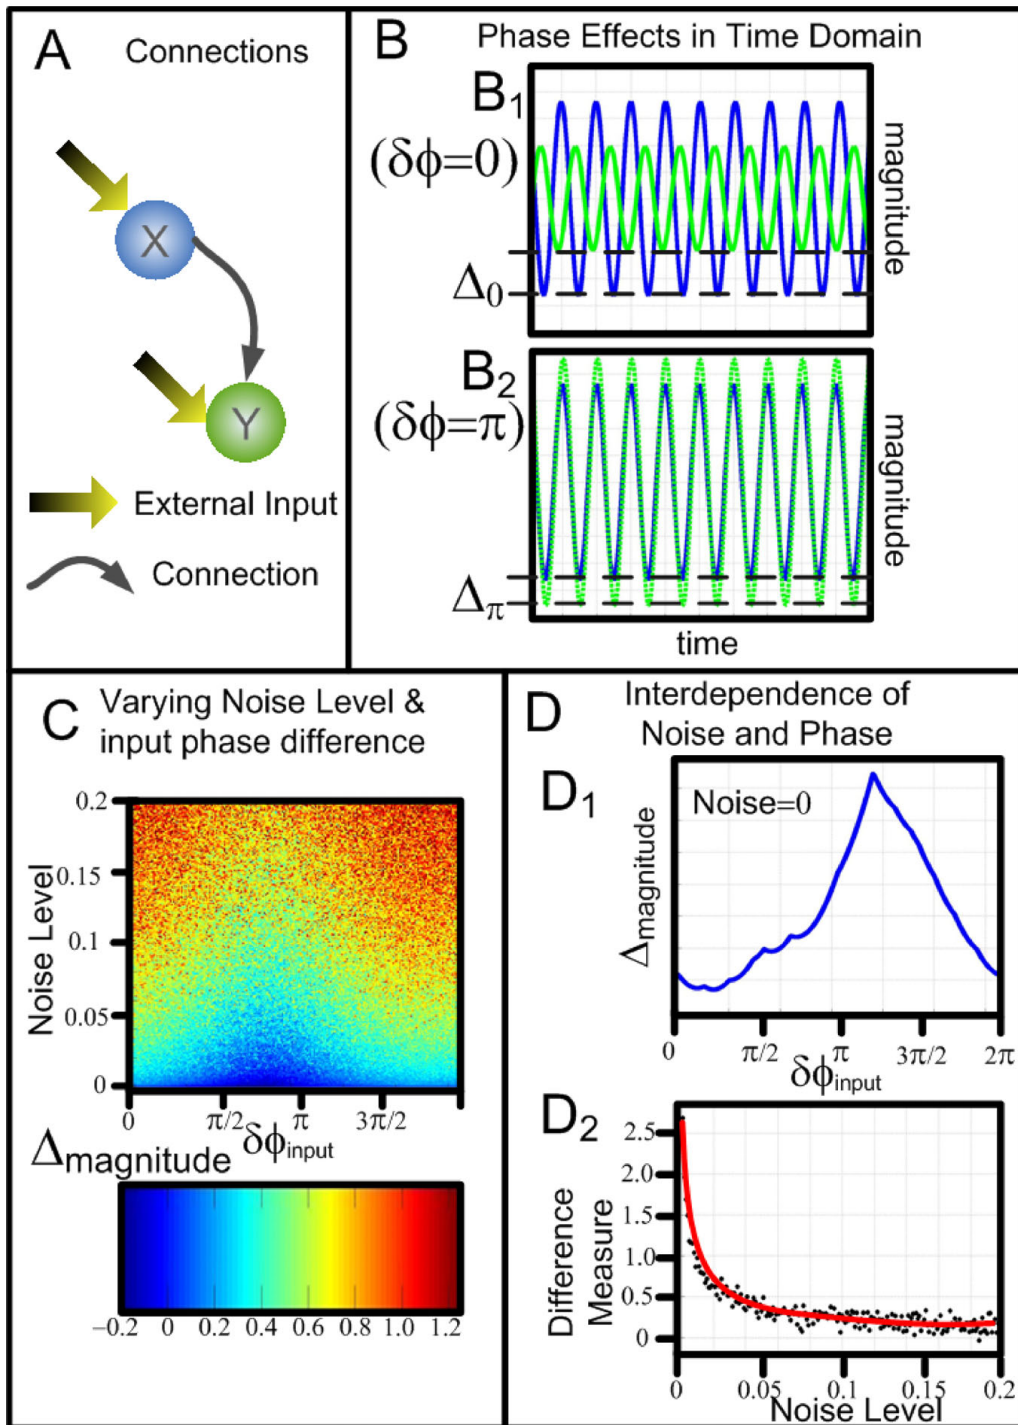 A
Connections
X
Y
External Input
Connection
B
Phase Effects in Time Domain
B1
(δϕ=0)
Δ0
magnitude
B2
(δϕ=π)
Δπ
magnitude
time
C
Varying Noise Level &
input phase difference
Noise Level
0.2
0.15
0.1
0.05
0
0
π/2
π
3π/2
δϕinput
Δmagnitude
−0.2
0
0.2
0.4
0.6
0.8
1.0
1.2
D
Interdependence of
Noise and Phase
D1
Noise=0
Δmagnitude
0
π/2
π
3π/2
2π
δϕinput
D2
Difference
Measure
2.5
2.0
1.5
1.0
0.5
0
0
0.05
0.1
0.15
0.2
Noise Level